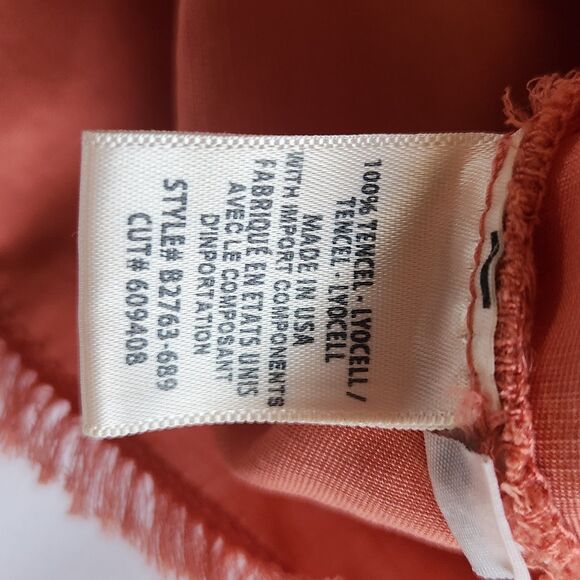 100% TENCEL - LYOCELL /
TENCEL - LYOCELL
MADE IN USA
WITH IMPORT COMPONENTS
FABRIQUÉ EN ETATS UNIS
AVEC LE COMPOSANT
D'INPORTATION
STYLE# B2763-689
CUT# 609408